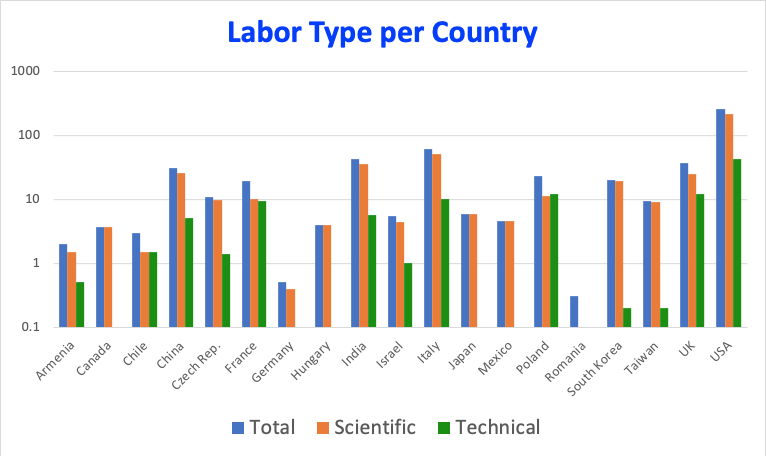 Labor Type per Country
1000
100
10
1
0.1
Armenia
Canada
Chile
China
Czech Rep.
France
Germany
Hungary
India
Israel
Italy
Japan
Mexico
Poland
Romania
South Korea
Taiwan
UK
USA
Total Scientific Technical